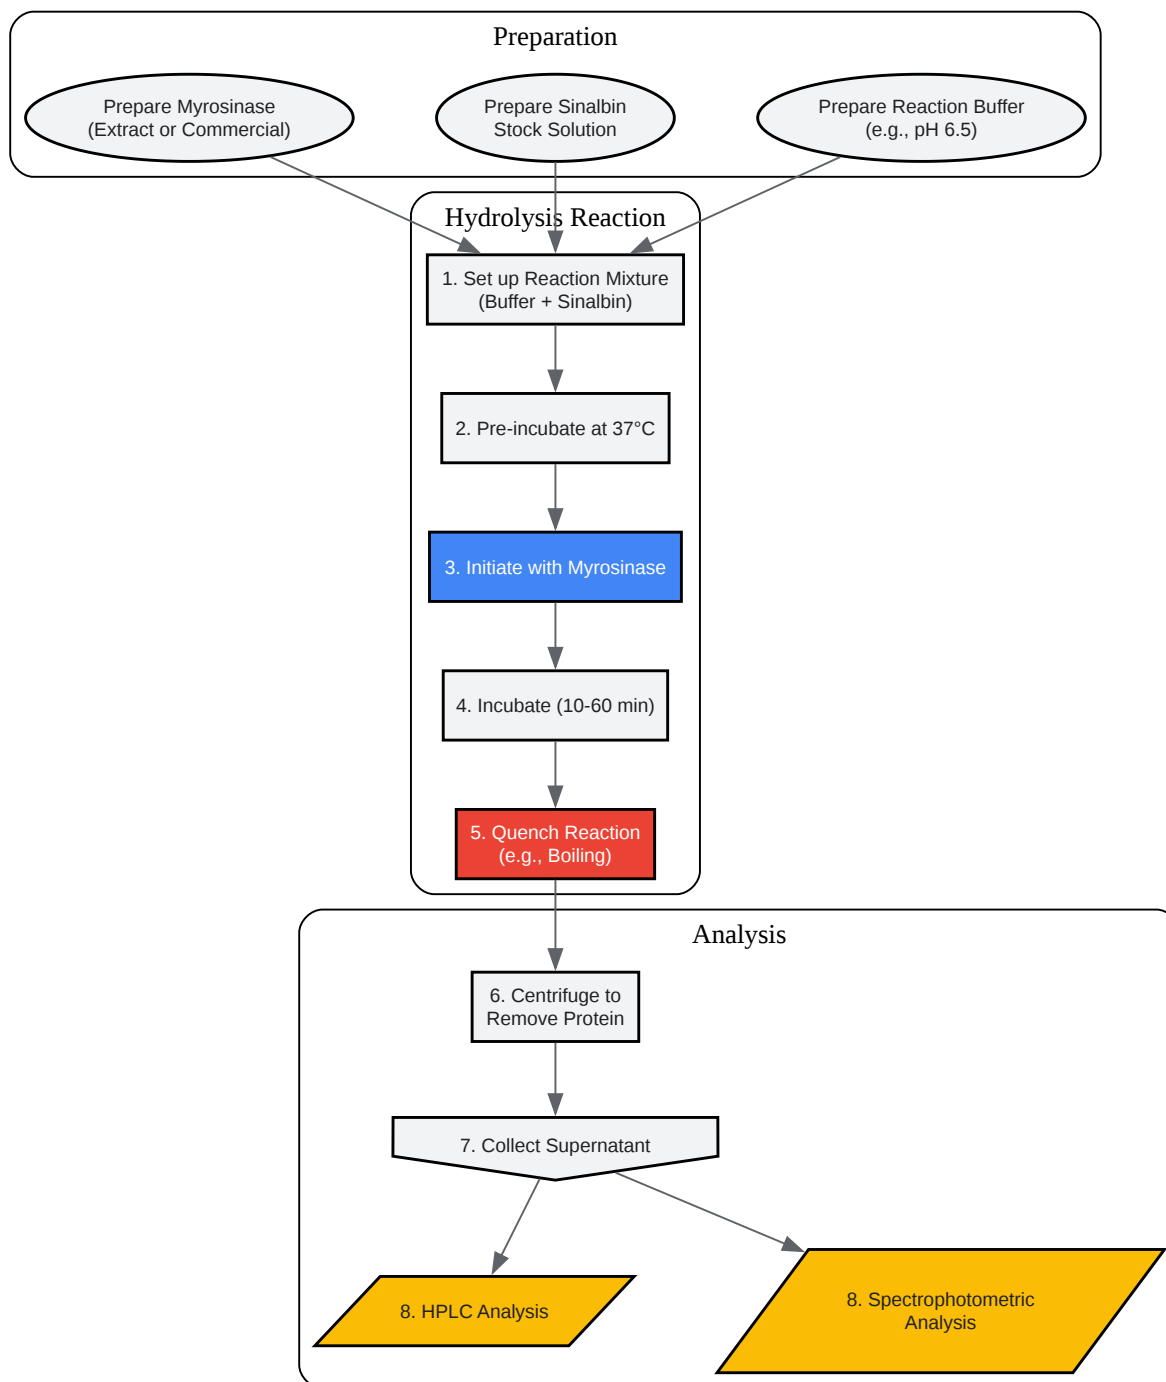 Preparation
Prepare Myrosinase
(Extract or Commercial)
Prepare Sinalbin
Stock Solution
Prepare Reaction Buffer
(e.g., pH 6.5)
Hydrolysis Reaction
1. Set up Reaction Mixture
(Buffer + Sinalbin)
2. Pre-incubate at 37°C
3. Initiate with Myrosinase
4. Incubate (10-60 min)
5. Quench Reaction
(e.g., Boiling)
Analysis
6. Centrifuge to
Remove Protein
7. Collect Supernatant
8. HPLC Analysis
8. Spectrophotometric
Analysis